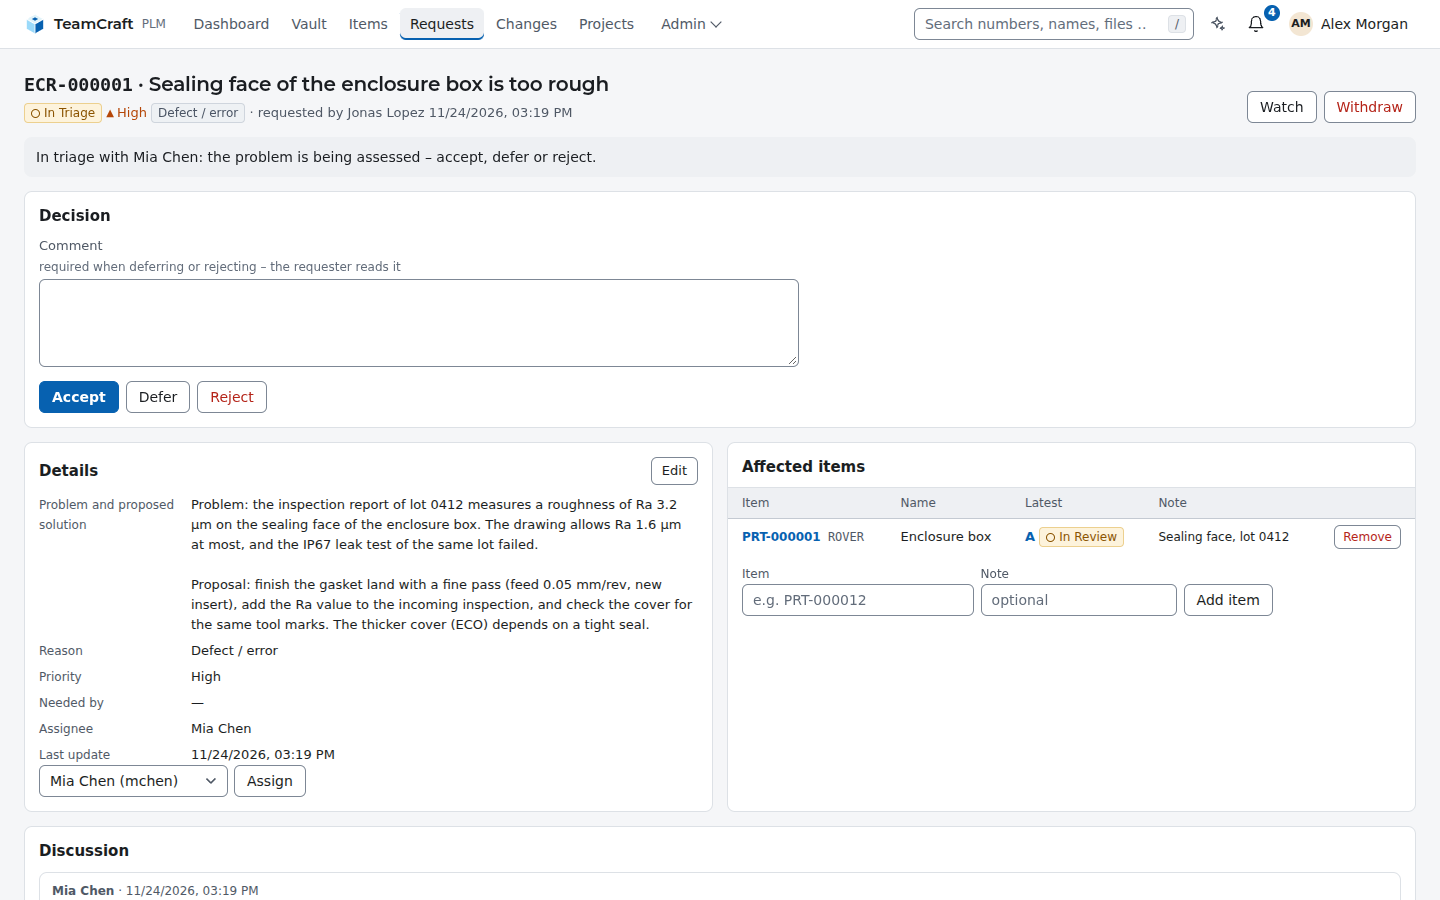 TeamCraft PLM Dashboard Vault Items Requests Changes Projects Admin Search numbers, names, files .. / 4 AM Alex Morgan
ECR-000001 · Sealing face of the enclosure box is too rough
In Triage High Defect / error · requested by Jonas Lopez 11/24/2026, 03:19 PM
Watch Withdraw
In triage with Mia Chen: the problem is being assessed – accept, defer or reject.
Decision
Comment
required when deferring or rejecting – the requester reads it
Accept Defer Reject
Details Edit
Problem and proposed solution
Problem: the inspection report of lot 0412 measures a roughness of Ra 3.2
µm on the sealing face of the enclosure box. The drawing allows Ra 1.6 µm
at most, and the IP67 leak test of the same lot failed.
Proposal: finish the gasket land with a fine pass (feed 0.05 mm/rev, new
insert), add the Ra value to the incoming inspection, and check the cover for
the same tool marks. The thicker cover (ECO) depends on a tight seal.
Reason Defect / error
Priority High
Needed by —
Assignee Mia Chen
Last update 11/24/2026, 03:19 PM
Mia Chen (mchen) Assign
Affected items
Item Name Latest Note
PRT-000001 ROVER Enclosure box A In Review Sealing face, lot 0412 Remove
Item Note
e.g. PRT-000012 optional Add item
Discussion
Mia Chen · 11/24/2026, 03:19 PM